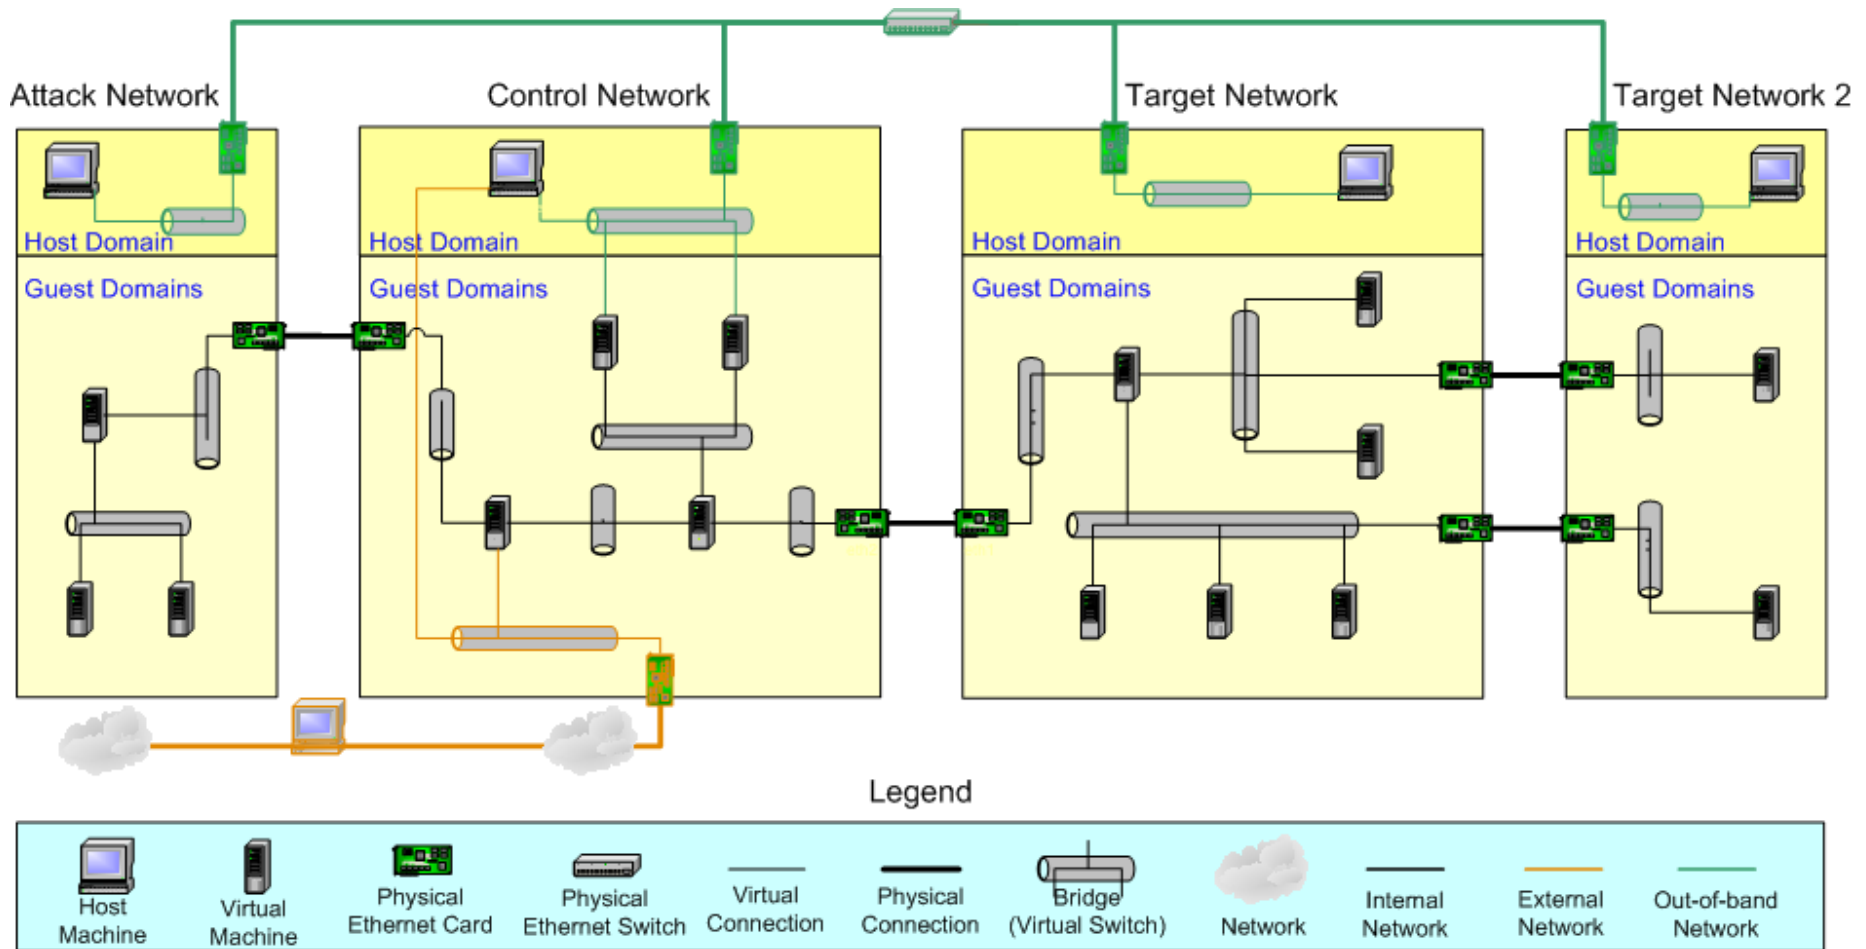 Attack Network
Control Network
Target Network
Target Network 2
Host Domain
Host Domain
Host Domain
Host Domain
Guest Domains
Guest Domains
Guest Domains
Guest Domains
Legend
Host
Machine
Virtual
Machine
Physical
Ethernet Card
Physical
Ethernet Switch
Virtual
Connection
Physical
Connection
Bridge
(Virtual Switch)
Network
Internal
Network
External
Network
Out-of-band
Network